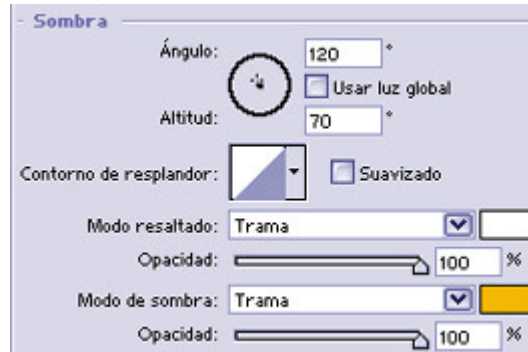 Sombra
Ángulo: 120 °
Usar luz global
Altitud: 70 °
Contorno de resplandor: Suavizado
Modo resaltado: Trama
Opacidad: 100 %
Modo de sombra: Trama
Opacidad: 100 %